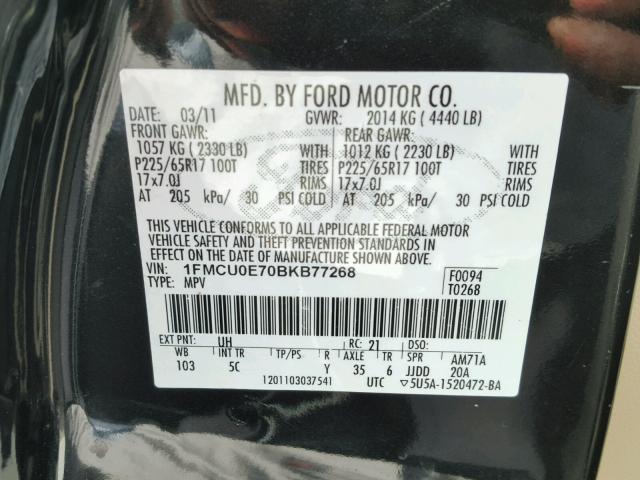 MFD. BY FORD MOTOR CO.
DATE: 03/11 GVWR: 2014 KG ( 4440 LB)
FRONT GAWR: REAR GAWR:
1057 KG ( 2330 LB) WITH 1012 KG ( 2230 LB) WITH
P225/65R17 100T TIRES P225/65R17 100T TIRES
17x7.0J RIMS 17x7.0J RIMS
AT 205 kPa/ 30 PSI COLD AT 205 kPa/ 30 PSI COLD
Ford
THIS VEHICLE CONFORMS TO ALL APPLICABLE FEDERAL MOTOR
VEHICLE SAFETY AND THEFT PREVENTION STANDARDS IN
EFFECT ON THE DATE OF MANUFACTURE SHOWN ABOVE.
VIN: 1FMCU0E70BKB77268 F0094
TYPE: MPV T0268
EXT PNT: UH RC: 21 DSO:
WB INT TR TP/PS R AXLE TR SPR AM71A
103 5C Y 35 6 JJDD 20A
1201103037541 UTC ▽5U5A-1520472-BA